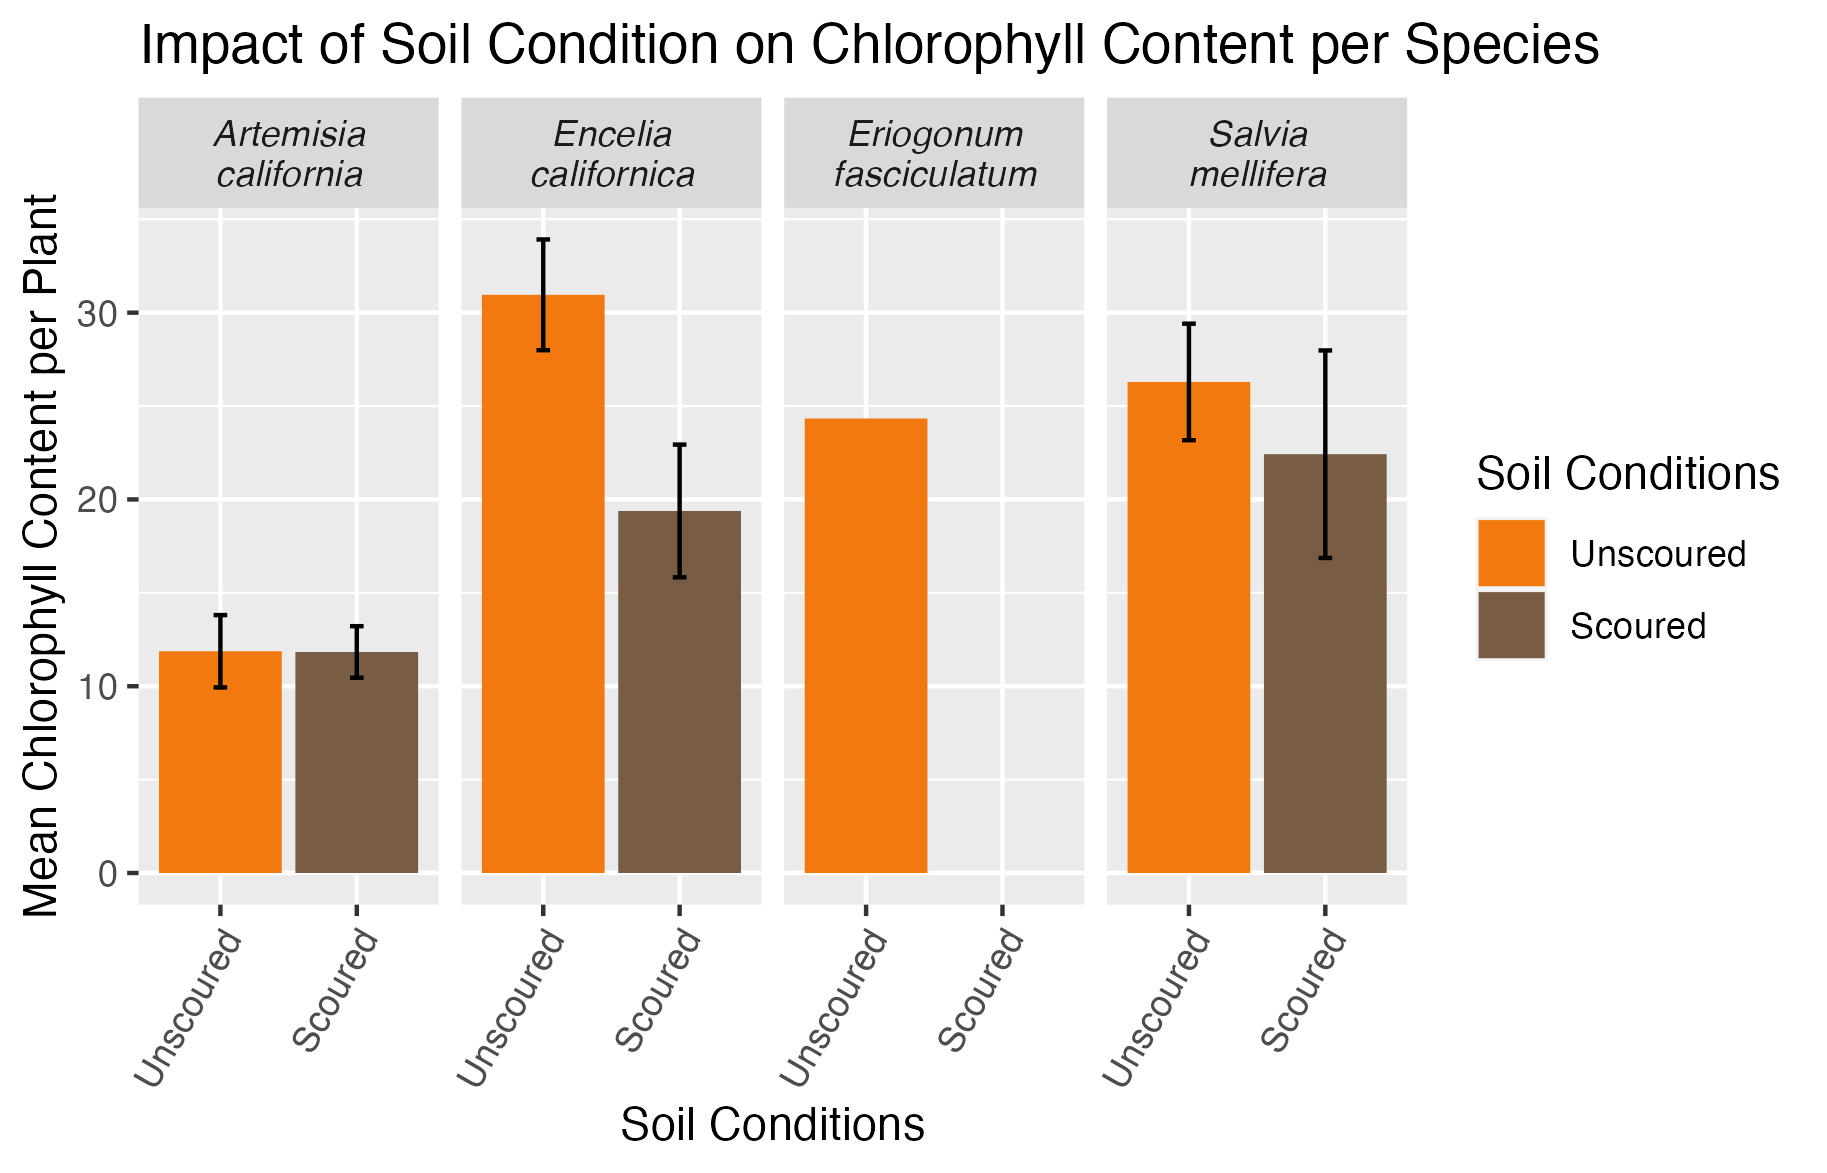 Impact of Soil Condition on Chlorophyll Content per Species
Artemisia
california
Encelia
californica
Eriogonum
fasciculatum
Salvia
mellifera
Mean Chlorophyll Content per Plant
30
20
10
0
Unscoured
Scoured
Unscoured
Scoured
Unscoured
Scoured
Unscoured
Scoured
Soil Conditions
Soil Conditions
Unscoured
Scoured